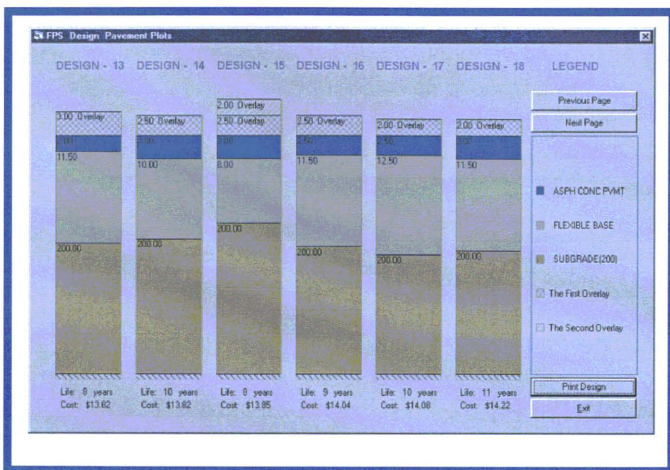 FPS Design Pavement Plots
DESIGN - 13 DESIGN - 14 DESIGN - 15 DESIGN - 16 DESIGN - 17 DESIGN - 18 LEGEND
2.00 Overlay
Previous Page
3.00 Overlay 2.50 Overlay 2.50 Overlay 2.50 Overlay 2.00 Overlay 2.00 Overlay
Next Page
11.50 10.00 8.00 11.50 12.50 11.50
ASPH CONC PVMT
FLEXIBLE BASE
200.00 200.00 200.00 200.00 200.00 200.00
SUBGRADE(200)
The First Overlay
The Second Overlay
Print Design
Life: 8 years Life: 10 years Life: 8 years Life: 9 years Life: 10 years Life: 11 years
Cost: $13.62 Cost: $13.82 Cost: $13.85 Cost: $14.04 Cost: $14.08 Cost: $14.22
Exit